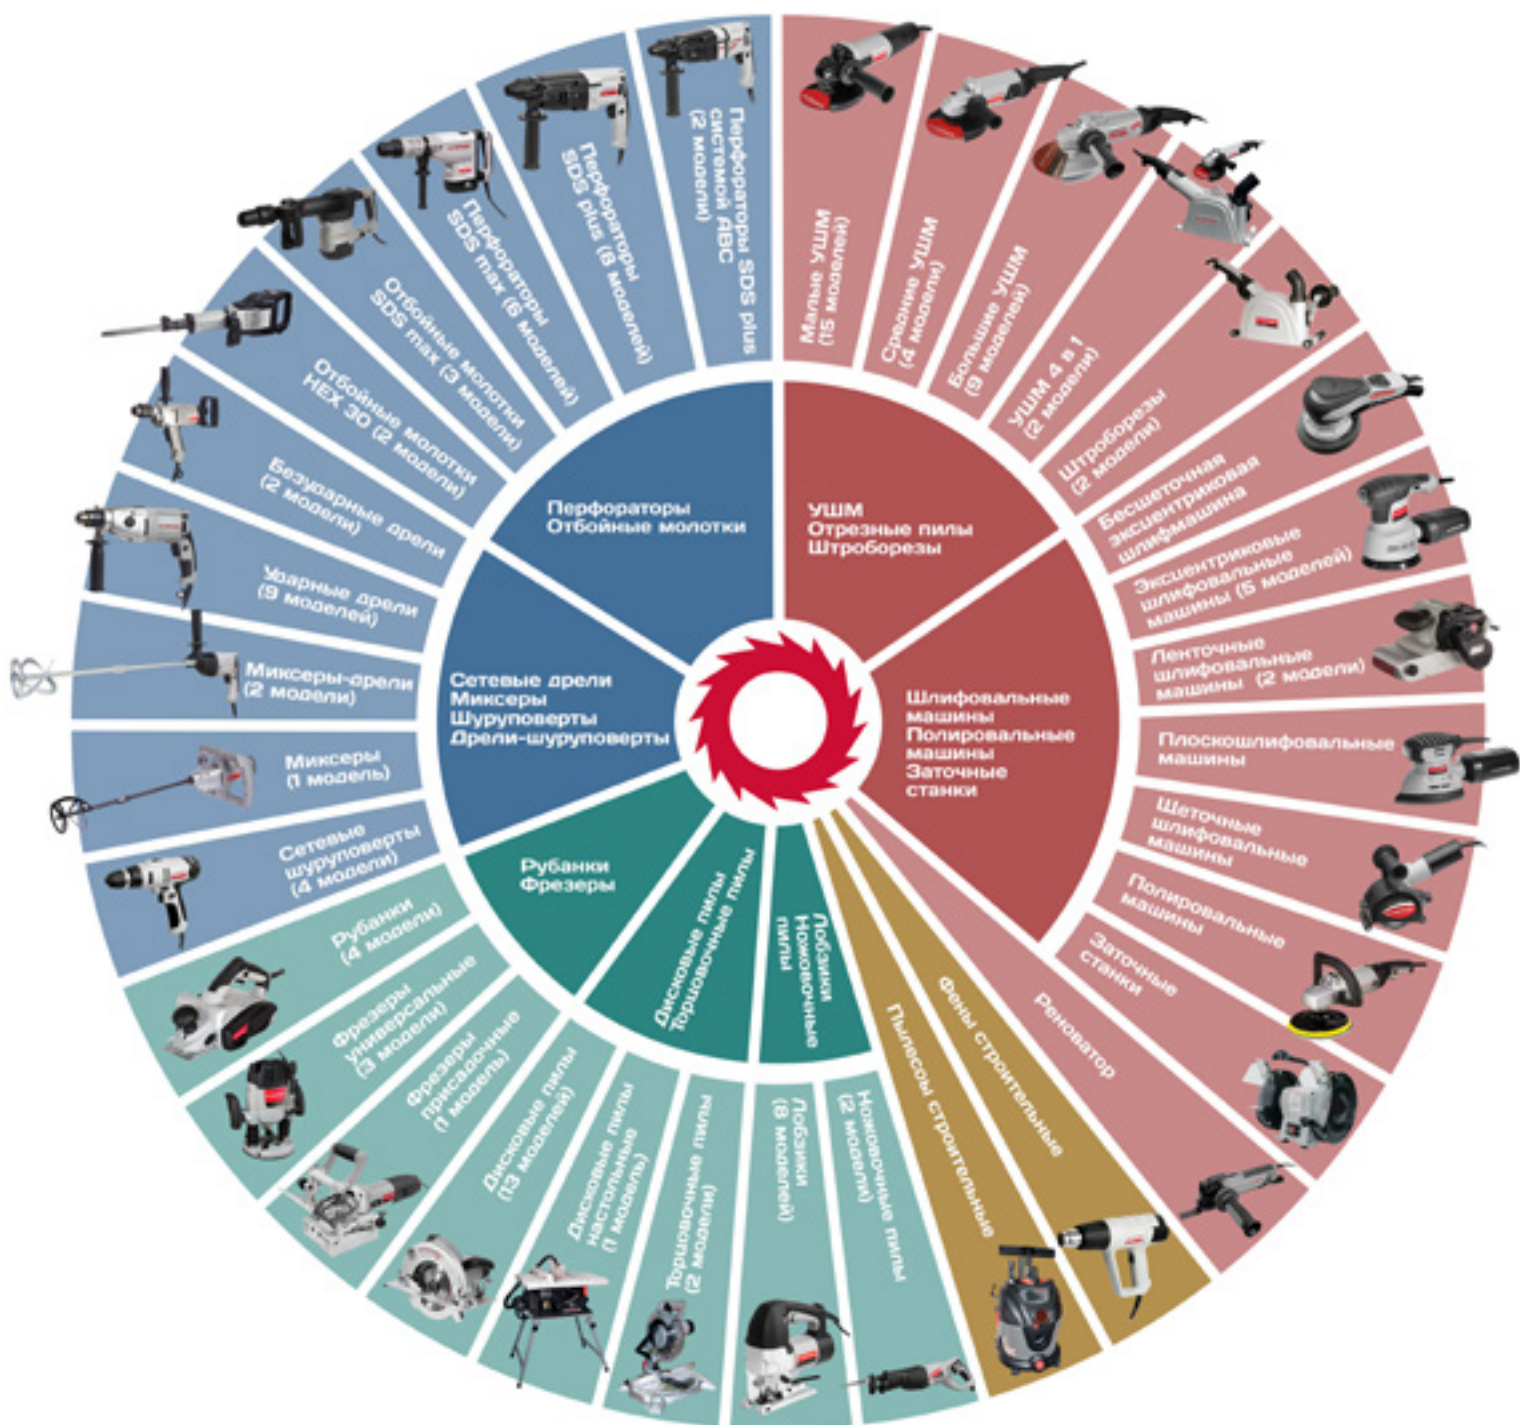 Перфораторы
Отбойные молотки
УШМ
Отрезные пилы
Штроборезы
Шлифовальные
машины
Полировальные
машины
Заточные
станки
Лобзики
Ножовочные
пилы
Дисковые пилы
Торцовочные пилы
Рубанки
Фрезеры
Сетевые дрели
Миксеры
Шуруповерты
Дрели-шуруповерты
Малые УШМ
(15 моделей)
Средние УШМ
(4 модели)
Большие УШМ
(9 моделей)
УШМ 4 в 1
(2 модели)
Штроборезы
(2 модели)
Бесщеточная
эксцентриковая
шлифмашина
Эксцентриковые
шлифовальные
машины (5 моделей)
Ленточные
шлифовальные
машины (2 модели)
Плоскошлифовальные
машины
Щеточные
шлифовальные
машины
Полировальные
машины
Заточные
станки
Реноватор
Фены строительные
Пылесосы строительные
Ножовочные пилы
(2 модели)
Лобзики
(8 моделей)
Торцовочные пилы
(2 модели)
Дисковые пилы
настольные
(1 модель)
Дисковые пилы
(13 моделей)
Фрезеры
присадочные
(1 модель)
Фрезеры
универсальные
(3 модели)
Рубанки
(4 модели)
Сетевые
шуруповерты
(4 модели)
Миксеры
(1 модель)
Миксеры-дрели
(2 модели)
Ударные дрели
(9 моделей)
Безударные дрели
(2 модели)
Отбойные молотки
HEX 30 (2 модели)
Отбойные молотки
SDS max (3 модели)
Перфораторы
SDS max (6 моделей)
Перфораторы
SDS plus (8 моделей)
Перфораторы SDS plus
системой АВС
(2 модели)